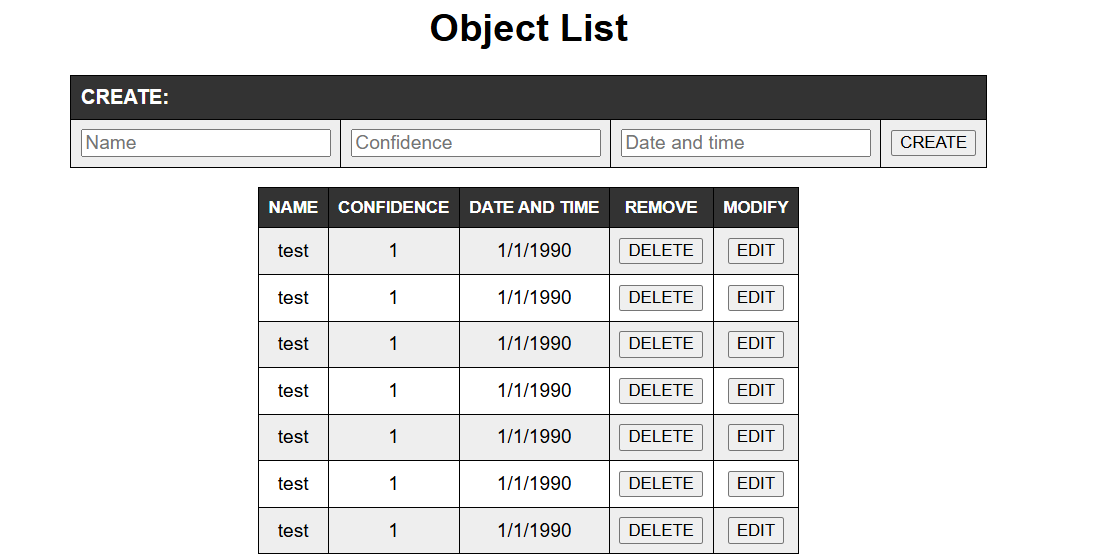 Object List
CREATE:
Name Confidence Date and time CREATE
NAME CONFIDENCE DATE AND TIME REMOVE MODIFY
test 1 1/1/1990 DELETE EDIT
test 1 1/1/1990 DELETE EDIT
test 1 1/1/1990 DELETE EDIT
test 1 1/1/1990 DELETE EDIT
test 1 1/1/1990 DELETE EDIT
test 1 1/1/1990 DELETE EDIT
test 1 1/1/1990 DELETE EDIT